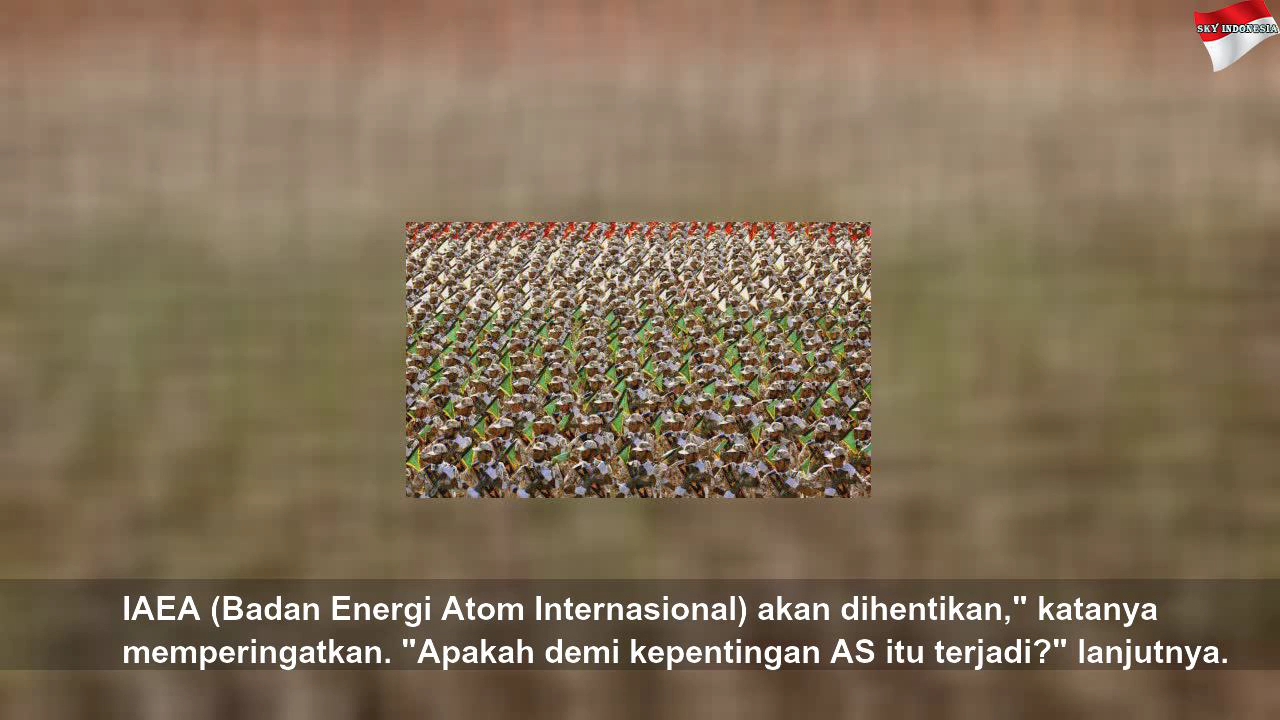 SKY INDONESIA
IAEA (Badan Energi Atom Internasional) akan dihentikan," katanya
memperingatkan. "Apakah demi kepentingan AS itu terjadi?" lanjutnya.